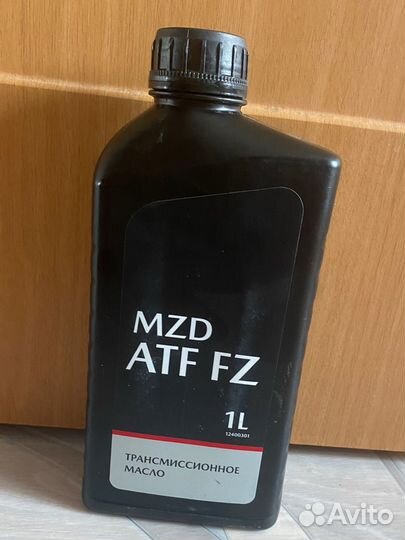 MZD
ATF FZ
1L
12400301
ТРАНСМИССИОННОЕ
МАСЛО
Avito